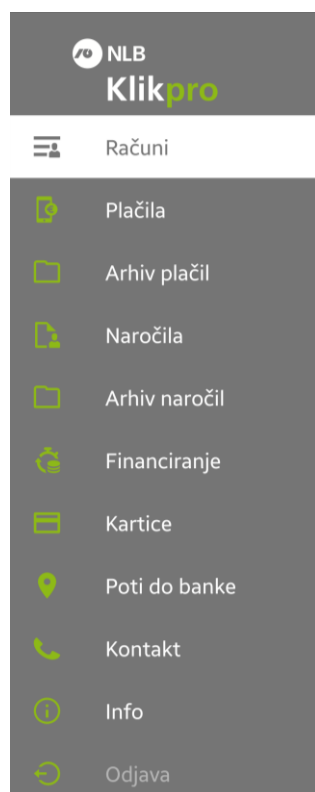 NLB
Klikpro
Računi
Plačila
Arhiv plačil
Naročila
Arhiv naročil
Financiranje
Kartice
Poti do banke
Kontakt
Info
Odjava